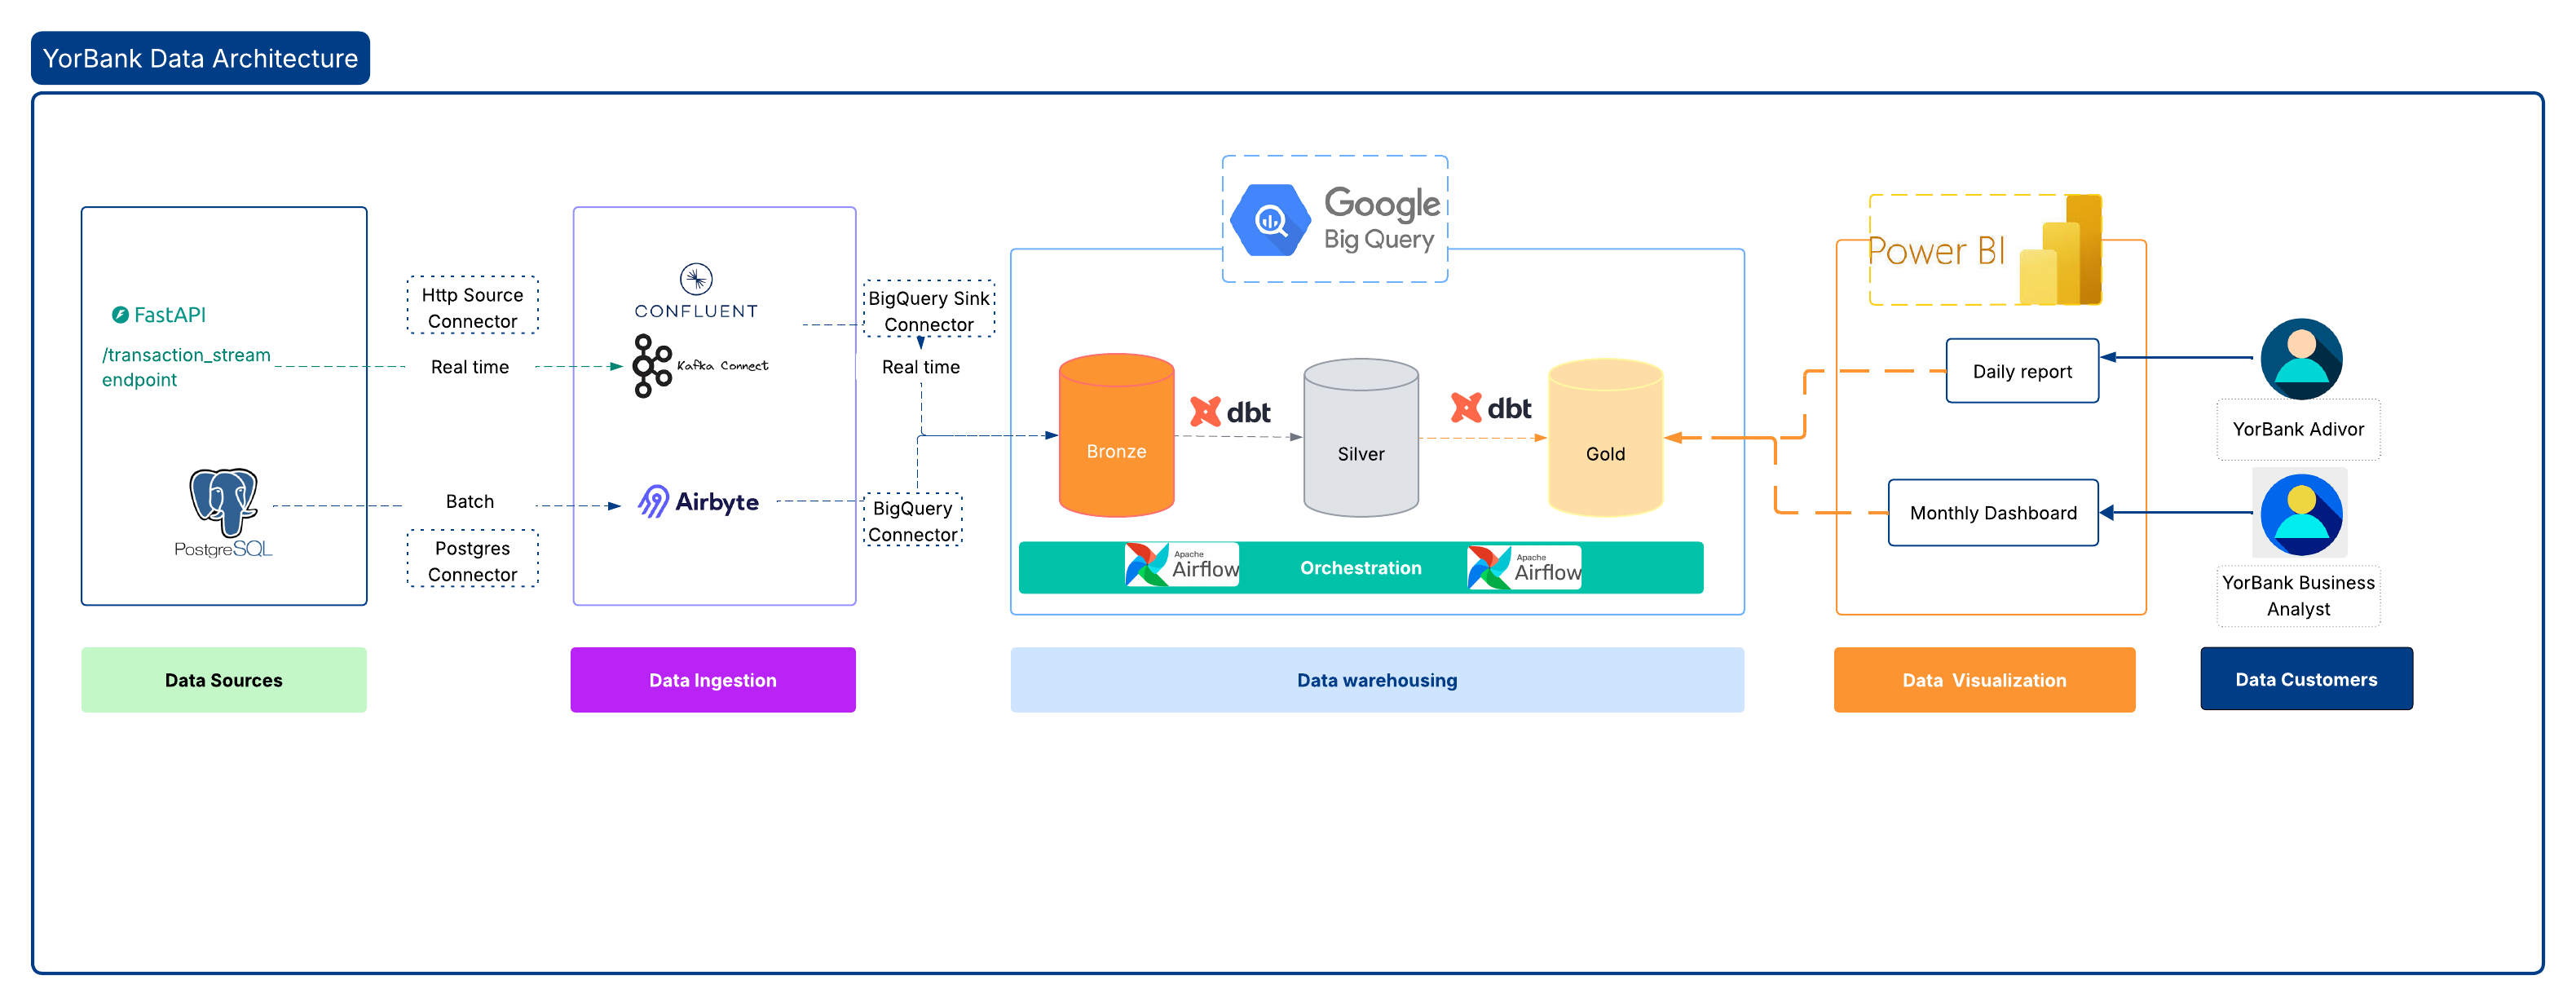 YorBank Data Architecture
FastAPI
/transaction_stream
endpoint
PostgreSQL
Data Sources
Http Source
Connector
Real time
Batch
Postgres
Connector
CONFLUENT
Kafka Connect
Airbyte
Data Ingestion
BigQuery Sink
Connector
Real time
BigQuery
Connector
Google
Big Query
Bronze
dbt
Silver
dbt
Gold
Apache
Airflow
Orchestration
Apache
Airflow
Data warehousing
Power BI
Daily report
Monthly Dashboard
Data  Visualization
YorBank Adivor
YorBank Business
Analyst
Data Customers